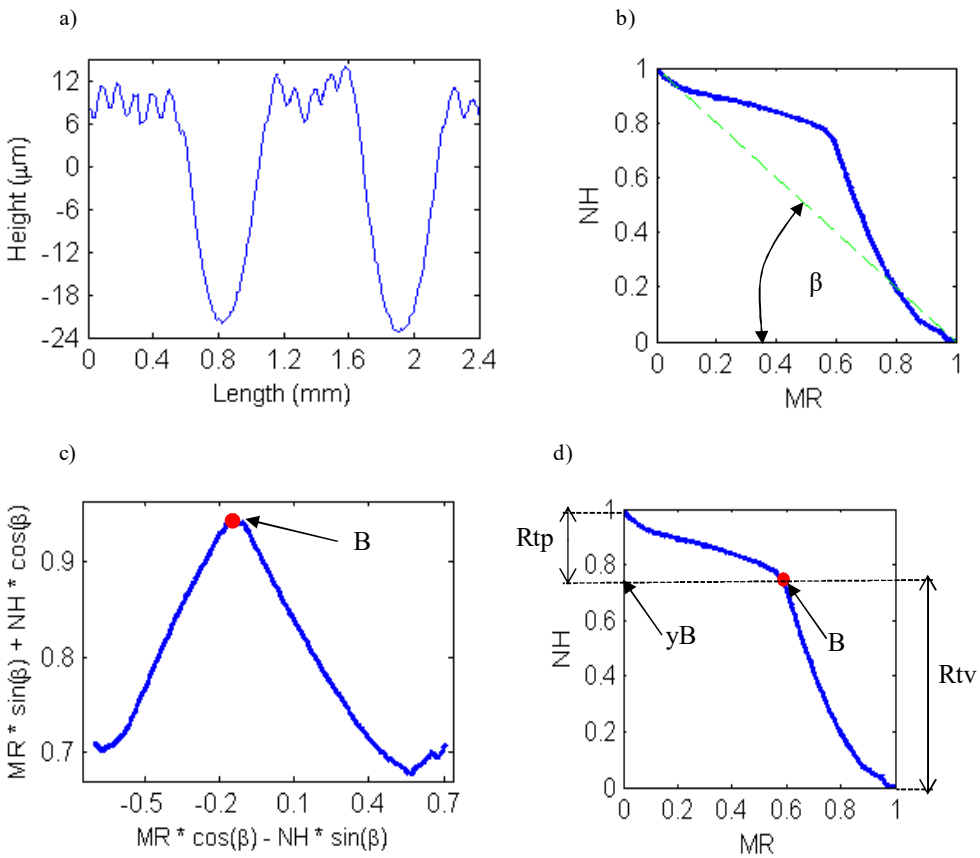 a)
b)
12
6
0
-6
-12
-18
-24
Height (μm)
0 0.4 0.8 1.2 1.6 2 2.4
Length (mm)
1
0.8
0.6
0.4
0.2
0
NH
β
0 0.2 0.4 0.6 0.8 1
MR
c)
d)
0.9
0.8
0.7
MR * sin(β) + NH * cos(β)
B
-0.5 -0.2 0.1 0.4 0.7
MR * cos(β) - NH * sin(β)
Rtp
1
0.8
0.6
0.4
0.2
0
NH
yB
B
Rtv
0 0.2 0.4 0.6 0.8 1
MR